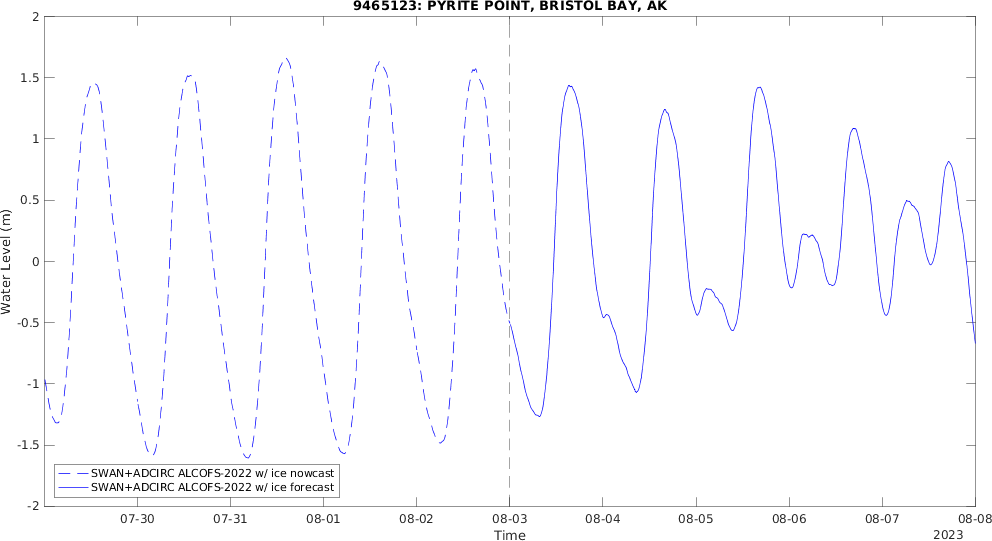 9465123: PYRITE POINT, BRISTOL BAY, AK
2
1.5
1
0.5
0
-0.5
-1
-1.5
-2
Water Level (m)
SWAN+ADCIRC ALCOFS-2022 w/ ice nowcast
SWAN+ADCIRC ALCOFS-2022 w/ ice forecast
07-30 07-31 08-01 08-02 08-03 08-04 08-05 08-06 08-07 08-08
Time
2023